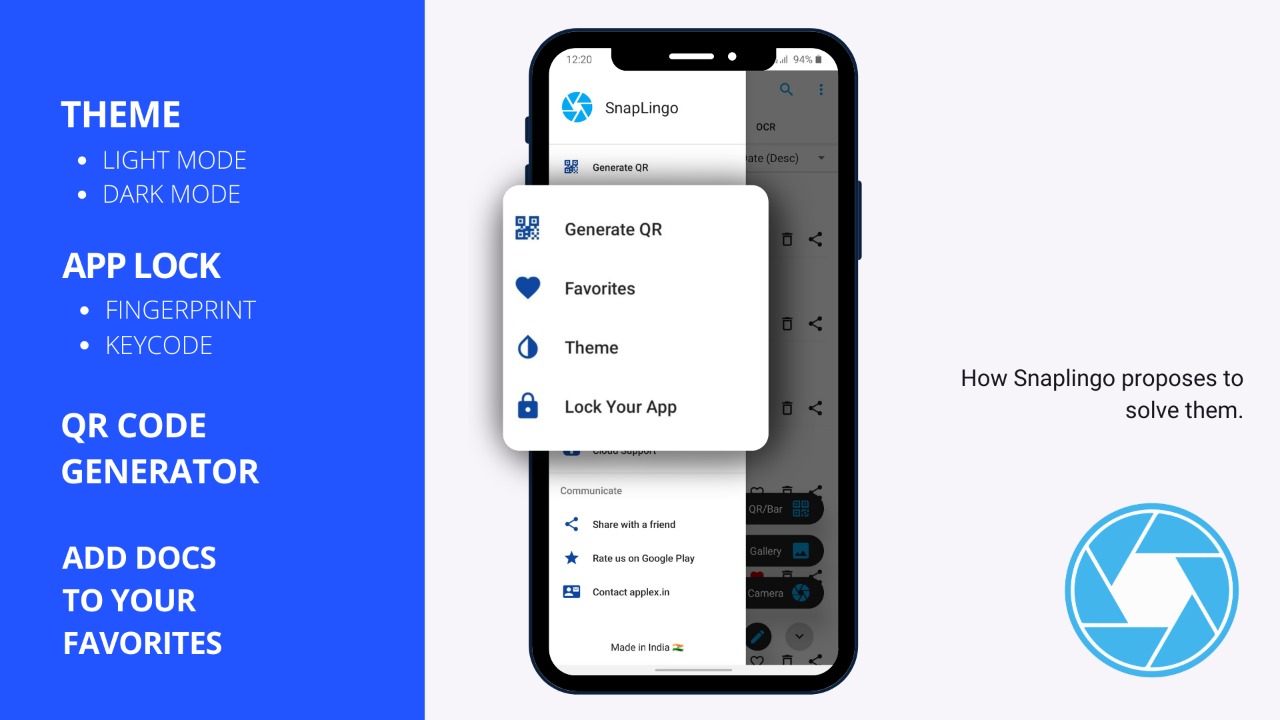 THEME
LIGHT MODE
DARK MODE
APP LOCK
FINGERPRINT
KEYCODE
QR CODE
GENERATOR
ADD DOCS
TO YOUR
FAVORITES
12:20
94%
SnapLingo
OCR
Date (Desc)
Generate QR
Generate QR
Favorites
Theme
Lock Your App
Cloud Support
Communicate
Share with a friend
Rate us on Google Play
Contact applex.in
Made in India 🇮🇳
QR/Bar
Gallery
Camera
How Snaplingo proposes to
solve them.